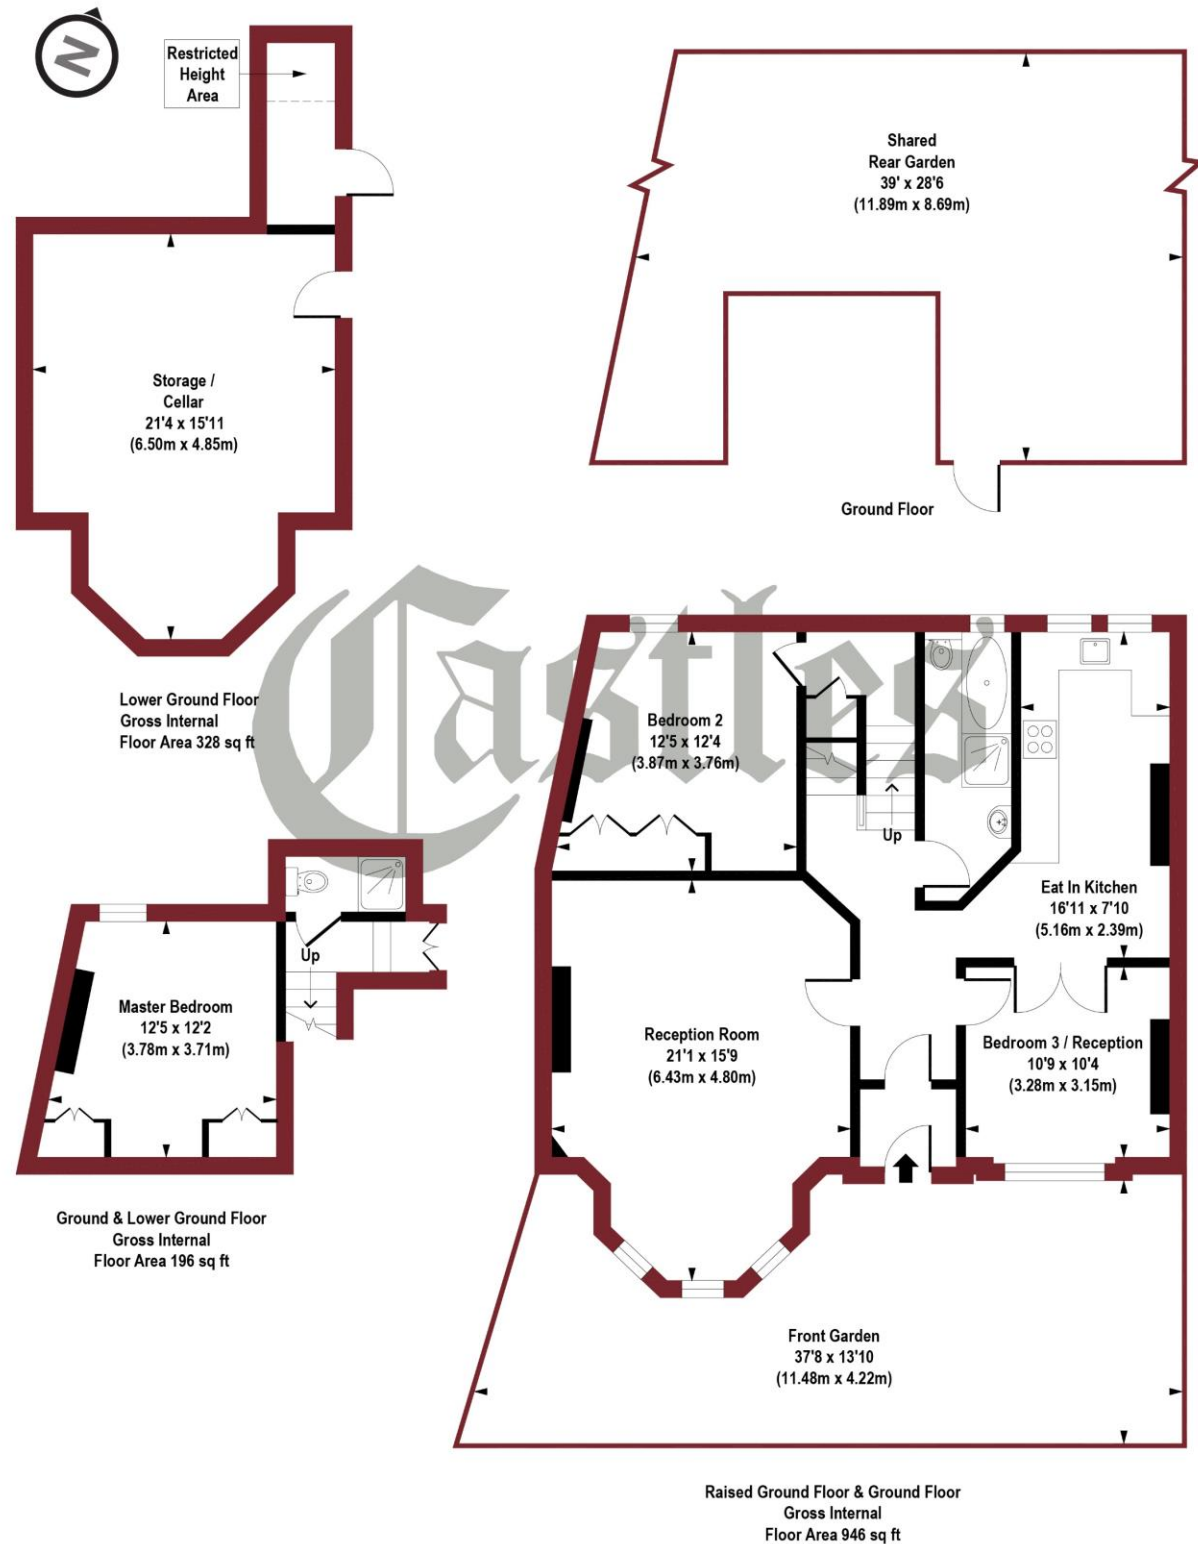 N
Restricted
Height
Area
Shared
Rear Garden
39' x 28'6
(11.89m x 8.69m)
Storage /
Cellar
21'4 x 15'11
(6.50m x 4.85m)
Ground Floor
Castles
Lower Ground Floor
Gross Internal
Floor Area 328 sq ft
Bedroom 2
12'5 x 12'4
(3.87m x 3.76m)
Up
Eat In Kitchen
16'11 x 7'10
(5.16m x 2.39m)
Up
Master Bedroom
12'5 x 12'2
(3.78m x 3.71m)
Reception Room
21'1 x 15'9
(6.43m x 4.80m)
Bedroom 3 / Reception
10'9 x 10'4
(3.28m x 3.15m)
Ground & Lower Ground Floor
Gross Internal
Floor Area 196 sq ft
Front Garden
37'8 x 13'10
(11.48m x 4.22m)
Raised Ground Floor & Ground Floor
Gross Internal
Floor Area 946 sq ft